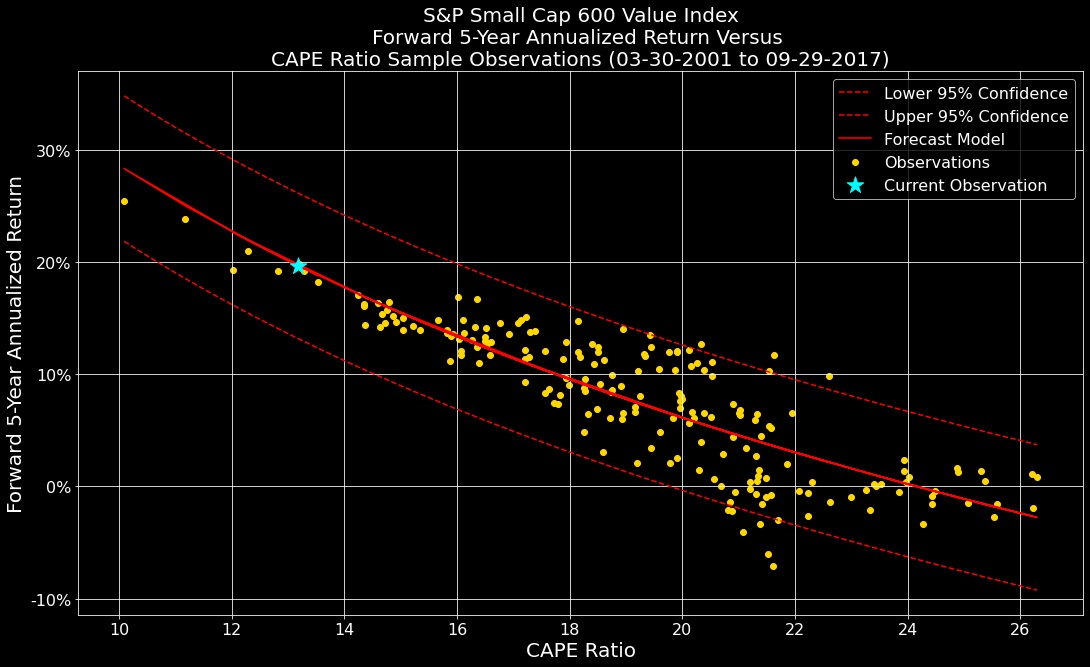 S&P Small Cap 600 Value Index
Forward 5-Year Annualized Return Versus
CAPE Ratio Sample Observations (03-30-2001 to 09-29-2017)
Lower 95% Confidence
Upper 95% Confidence
Forecast Model
Observations
Current Observation
Forward 5-Year Annualized Return
30%
20%
10%
0%
-10%
10 12 14 16 18 20 22 24 26
CAPE Ratio